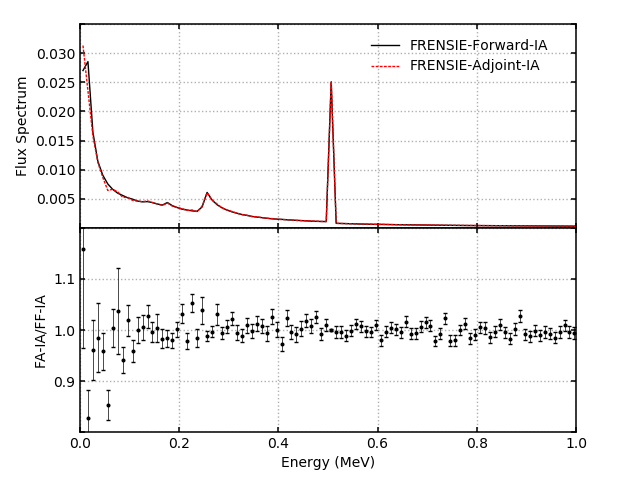 0.030
0.025
0.020
0.015
0.010
0.005
Flux Spectrum
FRENSIE-Forward-IA
FRENSIE-Adjoint-IA
1.1
1.0
0.9
FA-IA/FF-IA
0.0 0.2 0.4 0.6 0.8 1.0
Energy (MeV)